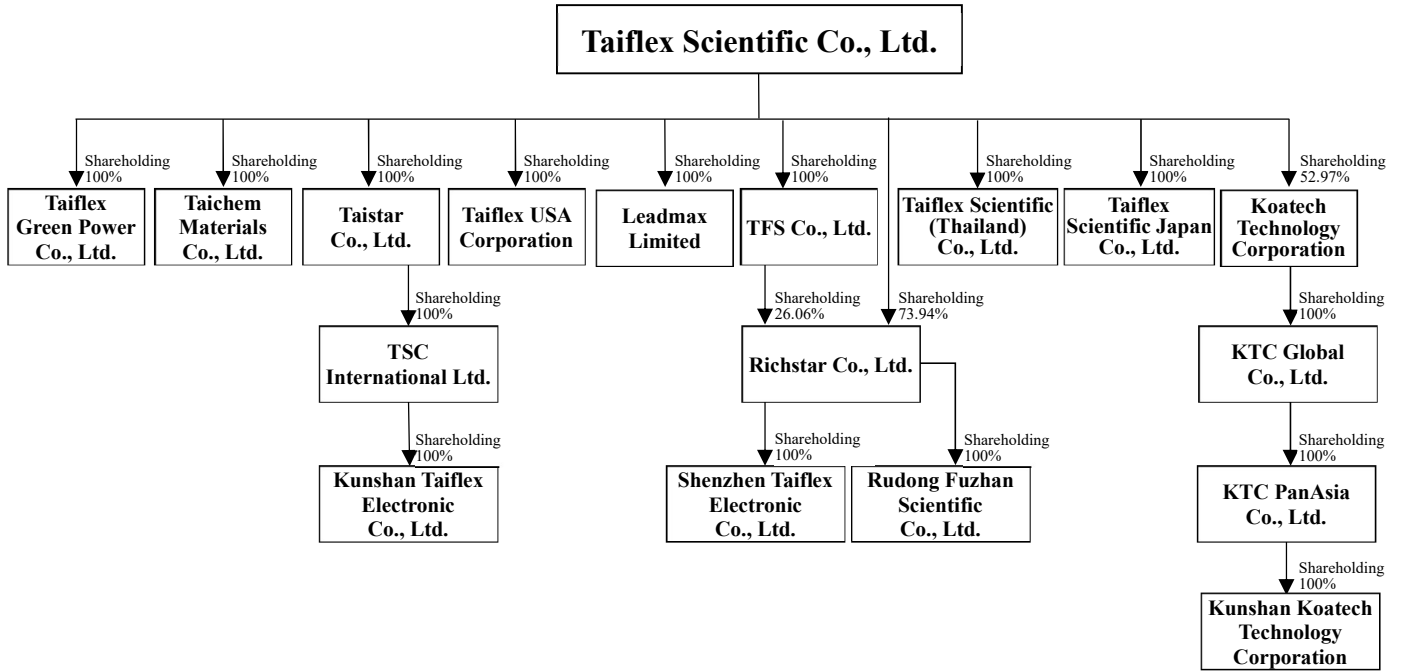 Taiflex Scientific Co., Ltd.
Shareholding
100%
Shareholding
100%
Shareholding
100%
Shareholding
100%
Shareholding
100%
Shareholding
100%
Shareholding
100%
Shareholding
100%
Shareholding
52.97%
Taiflex
Green Power
Co., Ltd.
Taichem
Materials
Co., Ltd.
Taistar
Co., Ltd.
Taiflex USA
Corporation
Leadmax
Limited
TFS Co., Ltd.
Taiflex Scientific
(Thailand)
Co., Ltd.
Taiflex
Scientific Japan
Co., Ltd.
Koatech
Technology
Corporation
Shareholding
100%
Shareholding
26.06%
Shareholding
73.94%
Shareholding
100%
TSC
International Ltd.
Richstar Co., Ltd.
KTC Global
Co., Ltd.
Shareholding
100%
Shareholding
100%
Shareholding
100%
Shareholding
100%
Kunshan Taiflex
Electronic
Co., Ltd.
Shenzhen Taiflex
Electronic
Co., Ltd.
Rudong Fuzhan
Scientific
Co., Ltd.
KTC PanAsia
Co., Ltd.
Shareholding
100%
Kunshan Koatech
Technology
Corporation